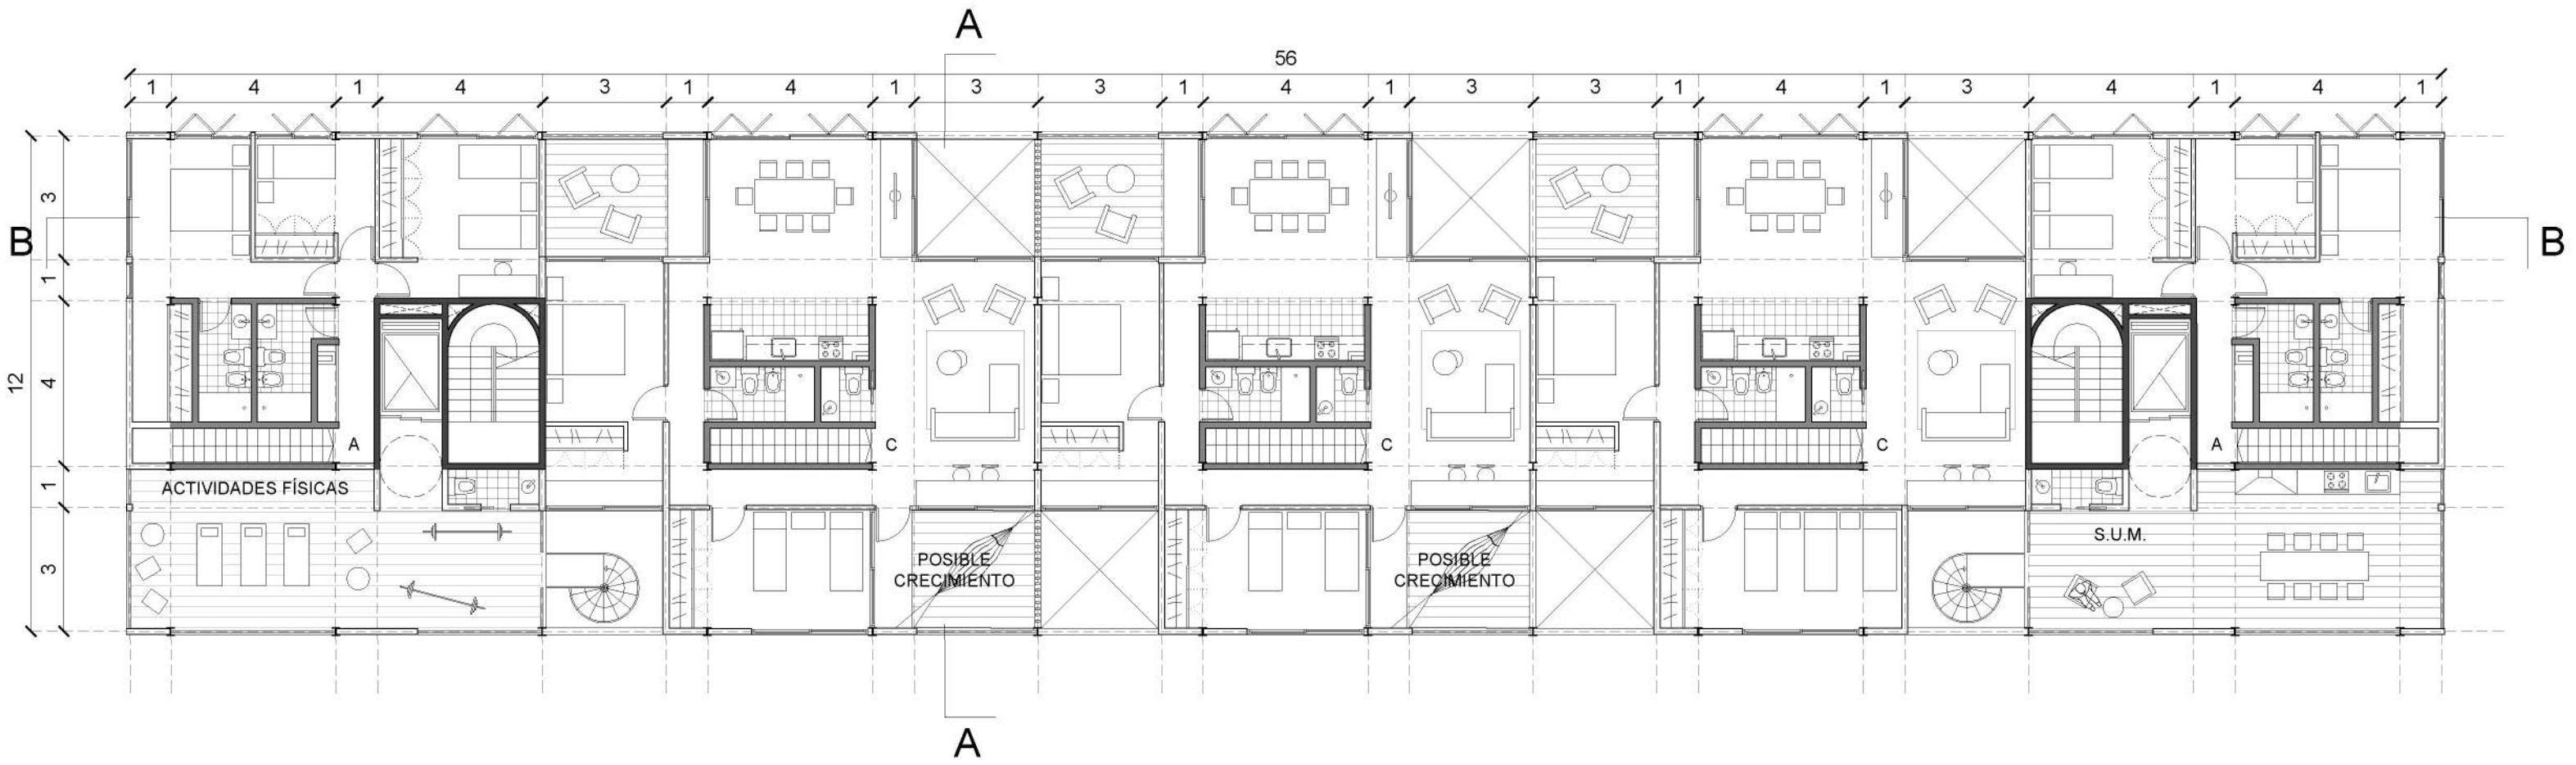 A
56
1 4 1 4 3 1 4 1 3 3 1 4 1 3 3 1 4 1 3 4 1 4 1
3
B
B
1
12
4
A
C
C
C
A
1
ACTIVIDADES FÍSICAS
S.U.M.
3
POSIBLE
CRECIMIENTO
POSIBLE
CRECIMIENTO
A